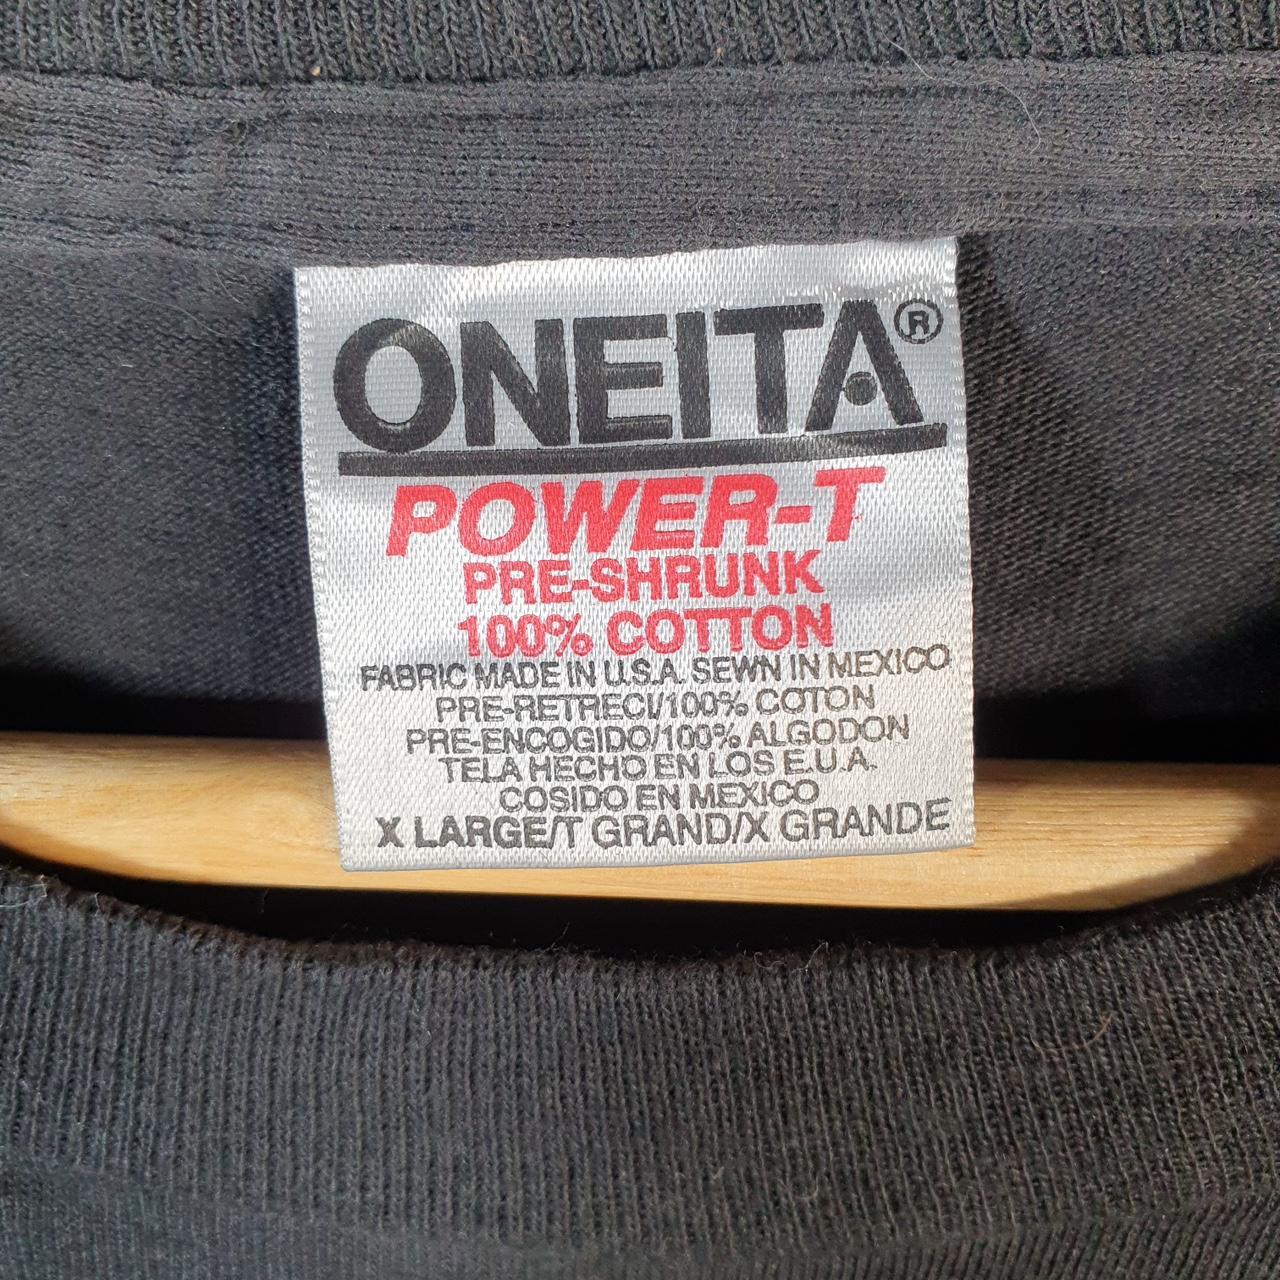 ONEITA®
POWER-T
PRE-SHRUNK
100% COTTON
FABRIC MADE IN U.S.A. SEWN IN MEXICO
PRE-RETRECI/100% COTON
PRE-ENCOGIDO/100% ALGODON
TELA HECHO EN LOS E.U.A.
COSIDO EN MEXICO
X LARGE/T GRAND/X GRANDE